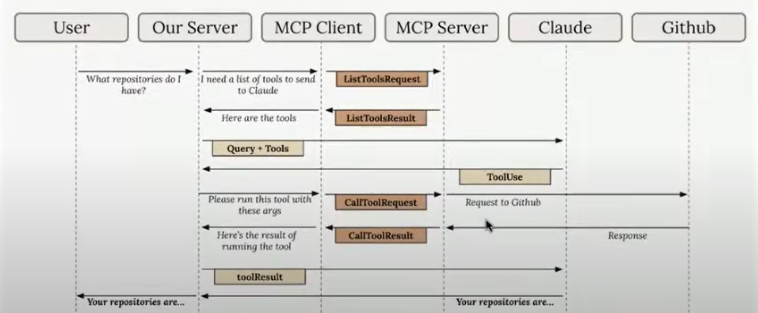 User
Our Server
MCP Client
MCP Server
Claude
Github
What repositories do I
have?
I need a list of tools to send
to Claude
ListToolsRequest
Here are the tools
ListToolsResult
Query + Tools
ToolUse
Please run this tool with
these args
CallToolRequest
Request to Github
Here's the result of
running the tool
CallToolResult
Response
toolResult
Your repositories are...
Your repositories are...